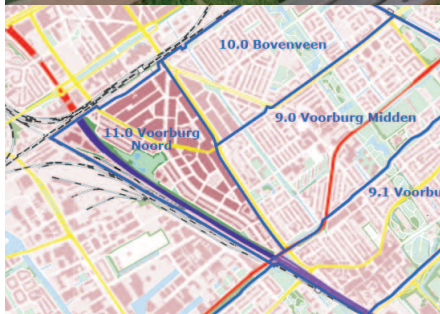 10.0 Bovenveen
9.0 Voorburg Midden
11.0 Voorburg
Noord
9.1 Voorbu